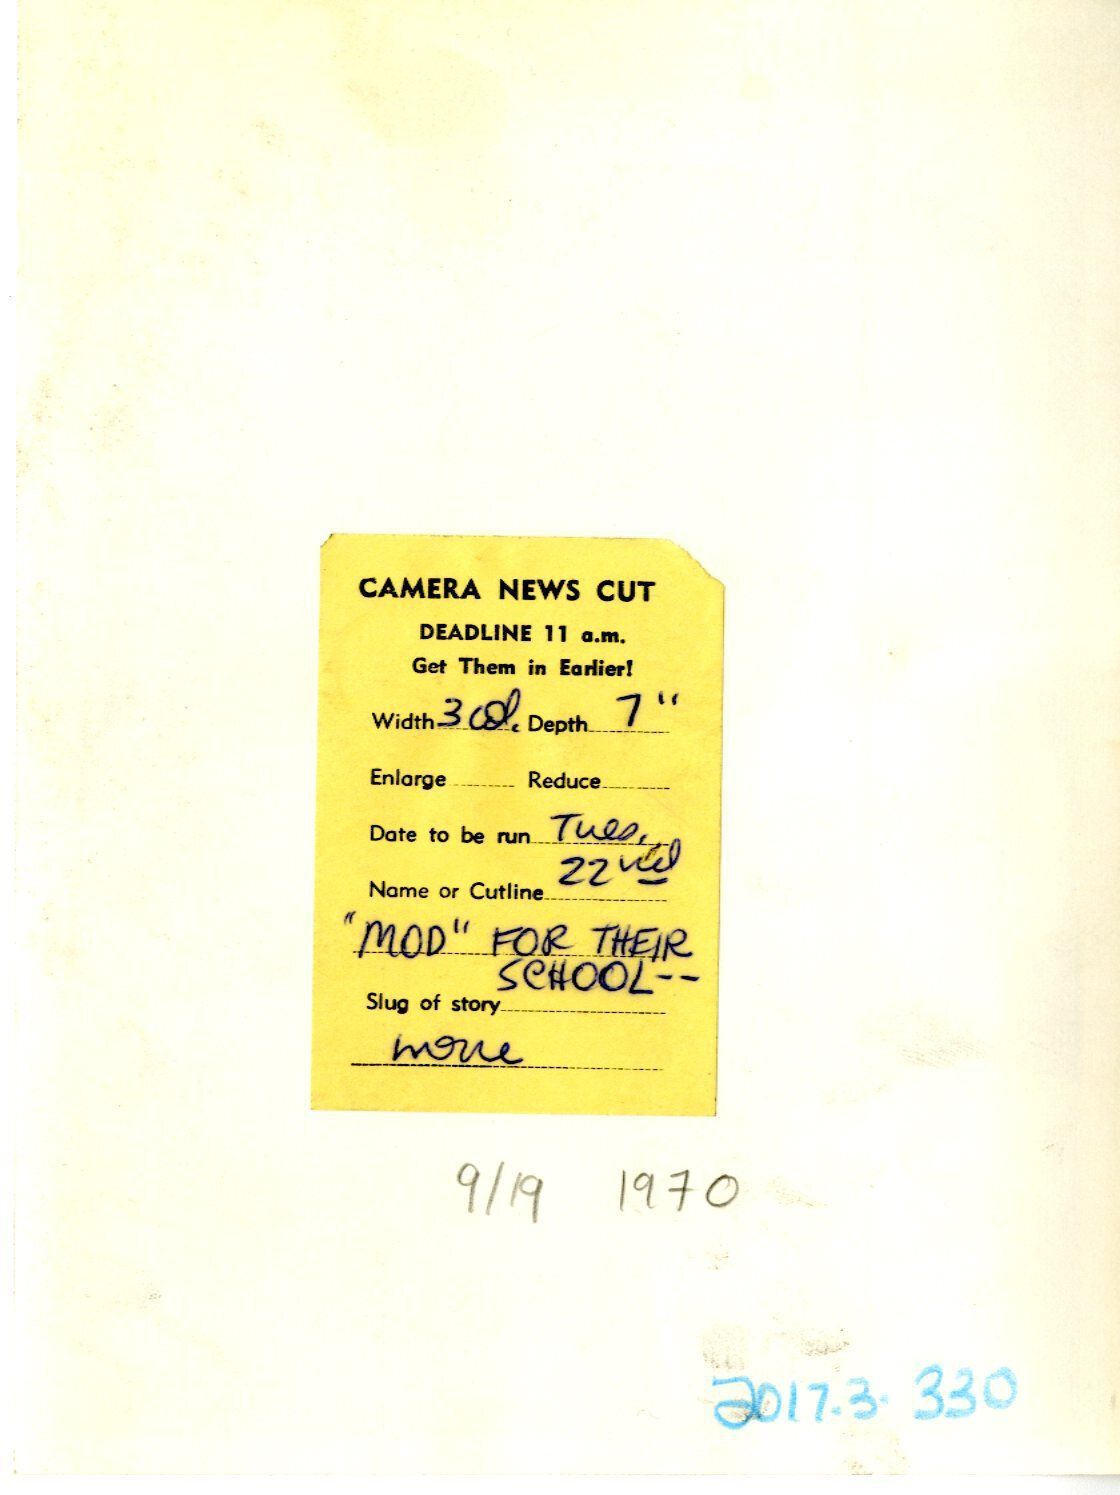 CAMERA NEWS CUT
DEADLINE 11 a.m.
Get Them in Earlier!
Width 3 col. Depth 7"
Enlarge Reduce
Date to be run Tues,
22nd
Name or Cutline
"MOD" FOR THEIR
SCHOOL--
Slug of story
9/19 1970
2017.3.330